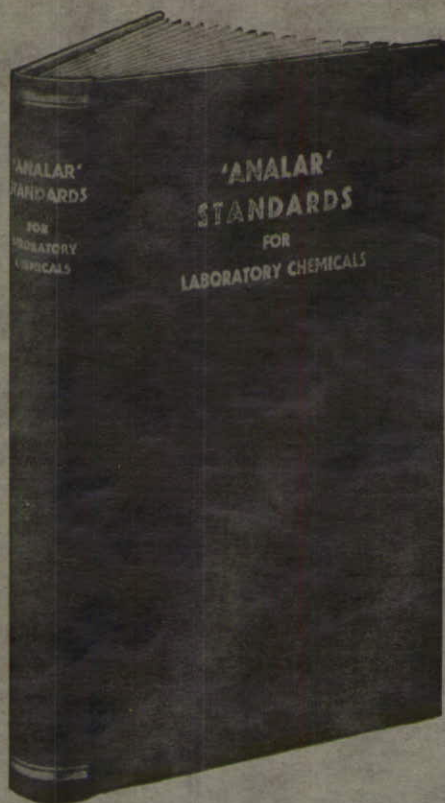 'ANALAR'
STANDARDS
FOR
LABORATORY
CHEMICALS
'ANALAR'
STANDARDS
FOR
LABORATORY CHEMICALS